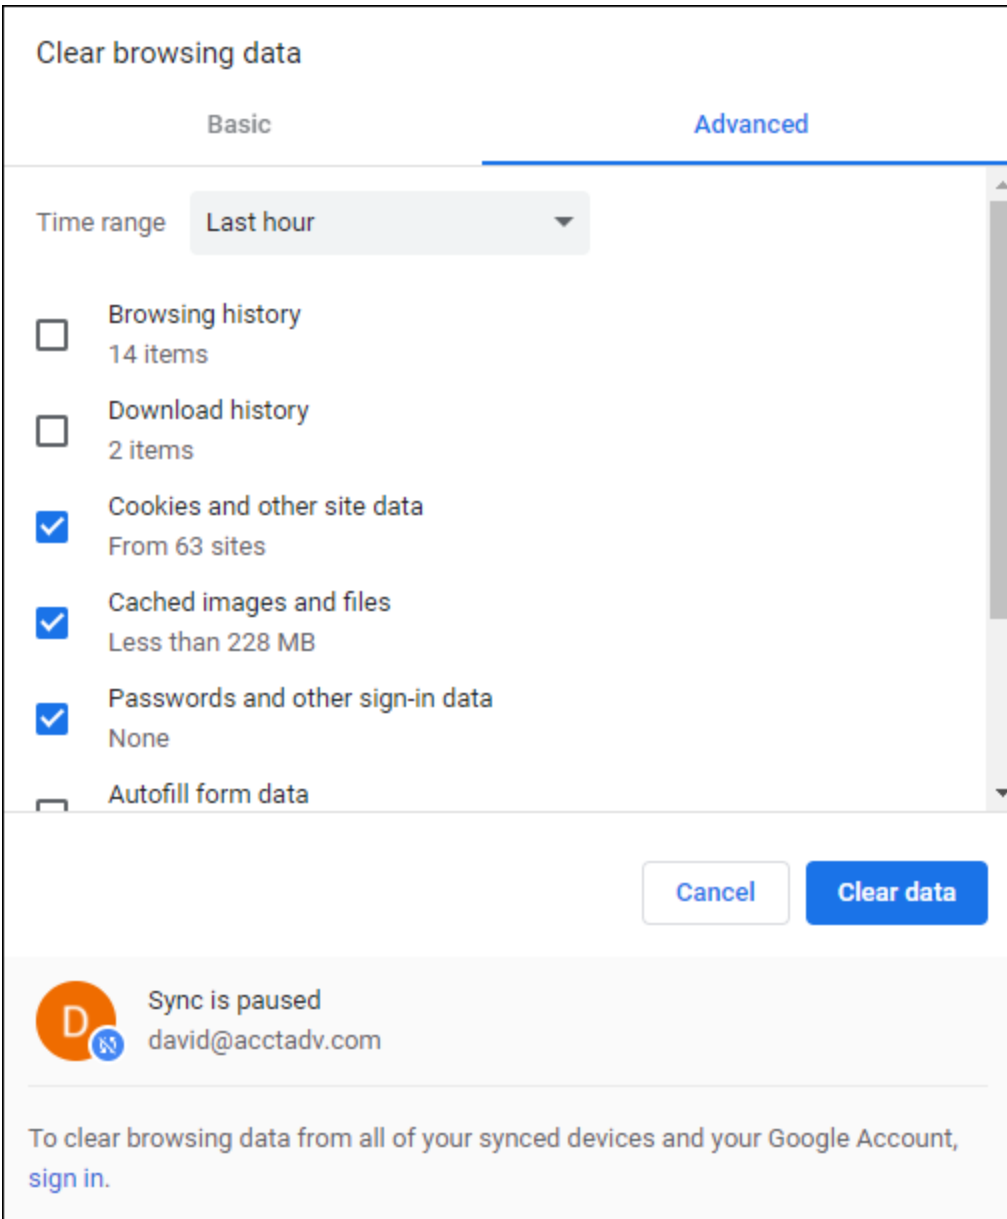 Clear browsing data
Basic
Advanced
Time range
Last hour
Browsing history
14 items
Download history
2 items
Cookies and other site data
From 63 sites
Cached images and files
Less than 228 MB
Passwords and other sign-in data
None
Autofill form data
Cancel
Clear data
D
Sync is paused
david@acctadv.com
To clear browsing data from all of your synced devices and your Google Account,
sign in.